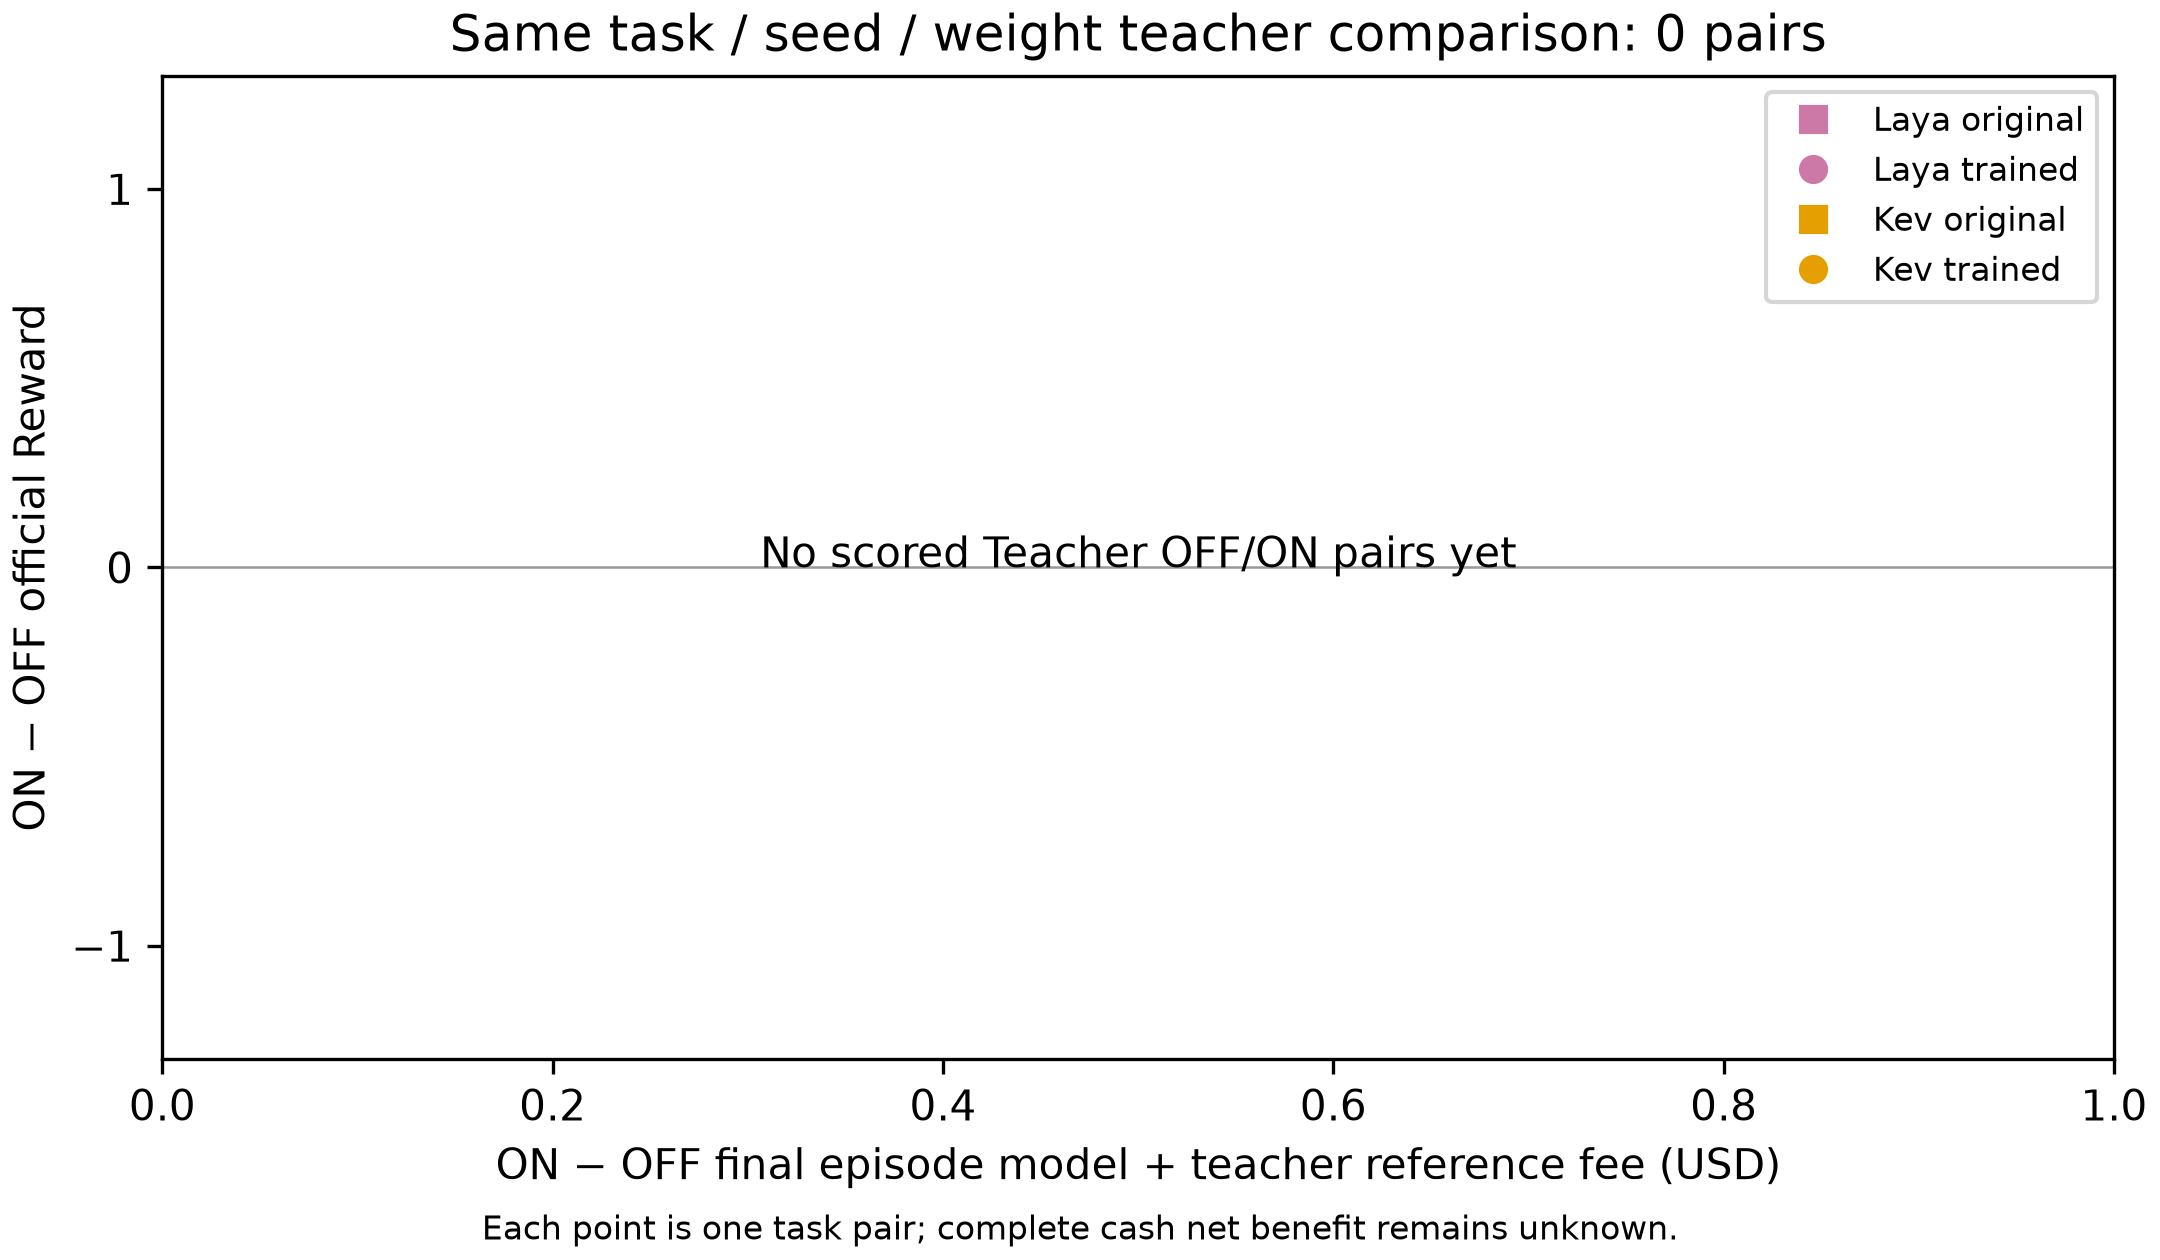 Same task / seed / weight teacher comparison: 0 pairs
Laya original
Laya trained
Kev original
Kev trained
1
0
−1
ON − OFF official Reward
No scored Teacher OFF/ON pairs yet
0.0 0.2 0.4 0.6 0.8 1.0
ON − OFF final episode model + teacher reference fee (USD)
Each point is one task pair; complete cash net benefit remains unknown.